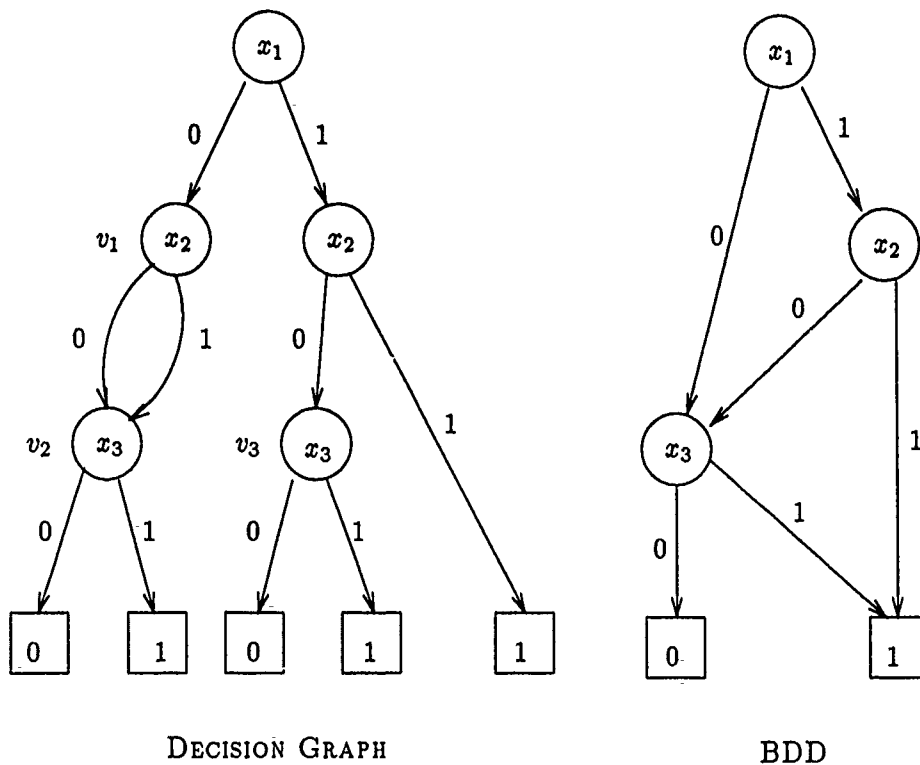 x₁ x₁
0 1 1
v₁ x₂ x₂ 0 x₂
0 1 0 0
v₂ x₃ v₃ x₃ 1 x₃ 1
0 1 0 1 0 1
0 1 0 1 1 0 1
DECISION GRAPH BDD